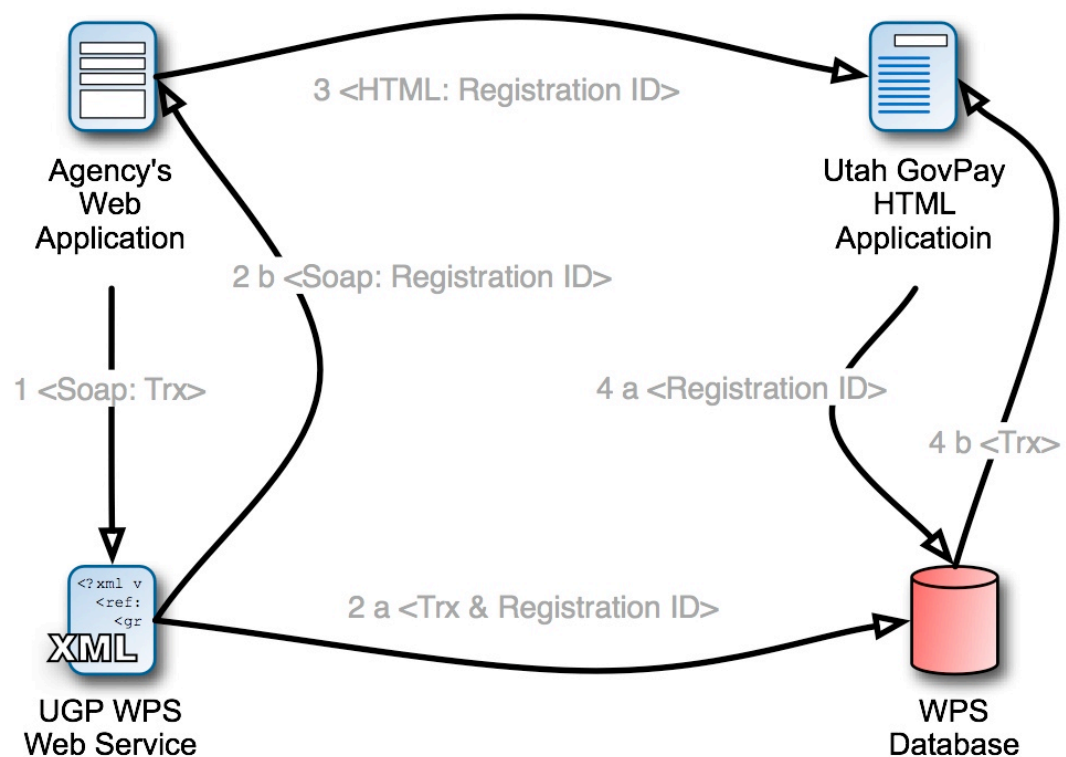 3 <HTML: Registration ID>
Agency's
Web
Application
Utah GovPay
HTML
Applicatioin
2 b <Soap: Registration ID>
1 <Soap: Trx>
4 a <Registration ID>
4 b <Trx>
<?xml v
<ref:
<gr
XML
2 a <Trx & Registration ID>
UGP WPS
Web Service
WPS
Database